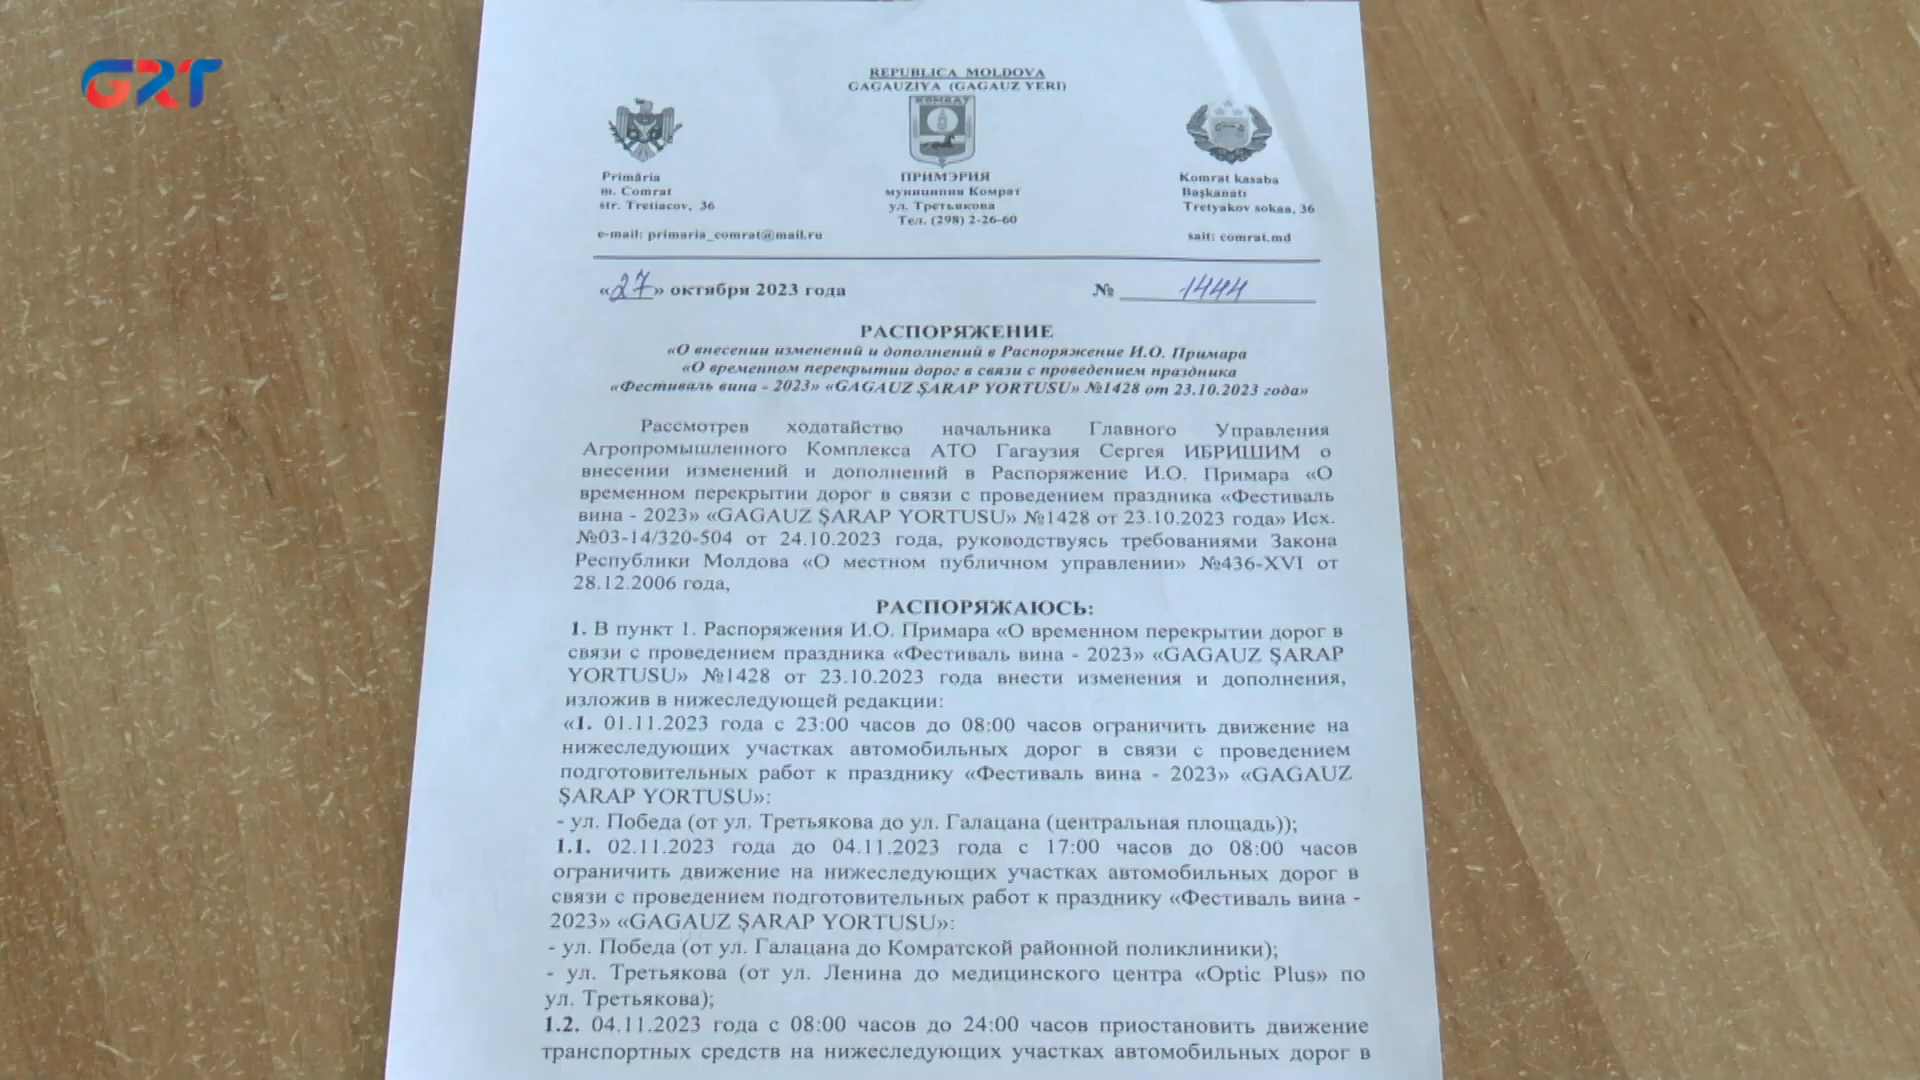 GRT
REPUBLICA MOLDOVA
GAGAUZIYA (GAGAUZ YERI)
КОМРАТ
Primăria
m. Comrat
str. Tretiacov, 36
e-mail: primaria_comrat@mail.ru
ПРИМЭРИЯ
муниципии Комрат
ул. Третьякова
Тел. (298) 2-26-60
Komrat kasaba
Başkanatı
Tretyakov sokaa, 36
sait: comrat.md
«27» октября 2023 года
№ 1444
РАСПОРЯЖЕНИЕ
«О внесении изменений и дополнений в Распоряжение И.О. Примара
«О временном перекрытии дорог в связи с проведением праздника
«Фестиваль вина - 2023» «GAGAUZ ŞARAP YORTUSU» №1428 от 23.10.2023 года»
Рассмотрев ходатайство начальника Главного Управления
Агропромышленного Комплекса АТО Гагаузия Сергея ИБРИШИМ о
внесении изменений и дополнений в Распоряжение И.О. Примара «О
временном перекрытии дорог в связи с проведением праздника «Фестиваль
вина - 2023» «GAGAUZ ŞARAP YORTUSU» №1428 от 23.10.2023 года» Исх.
№03-14/320-504 от 24.10.2023 года, руководствуясь требованиями Закона
Республики Молдова «О местном публичном управлении» №436-XVI от
28.12.2006 года,
РАСПОРЯЖАЮСЬ:
1. В пункт 1. Распоряжения И.О. Примара «О временном перекрытии дорог в
связи с проведением праздника «Фестиваль вина - 2023» «GAGAUZ ŞARAP
YORTUSU» №1428 от 23.10.2023 года внести изменения и дополнения,
изложив в нижеследующей редакции:
«1. 01.11.2023 года с 23:00 часов до 08:00 часов ограничить движение на
нижеследующих участках автомобильных дорог в связи с проведением
подготовительных работ к празднику «Фестиваль вина - 2023» «GAGAUZ
ŞARAP YORTUSU»:
- ул. Победа (от ул. Третьякова до ул. Галацана (центральная площадь));
1.1. 02.11.2023 года до 04.11.2023 года с 17:00 часов до 08:00 часов
ограничить движение на нижеследующих участках автомобильных дорог в
связи с проведением подготовительных работ к празднику «Фестиваль вина -
2023» «GAGAUZ ŞARAP YORTUSU»:
- ул. Победа (от ул. Галацана до Комратской районной поликлиники);
- ул. Третьякова (от ул. Ленина до медицинского центра «Optic Plus» по
ул. Третьякова);
1.2. 04.11.2023 года с 08:00 часов до 24:00 часов приостановить движение
транспортных средств на нижеследующих участках автомобильных дорог в